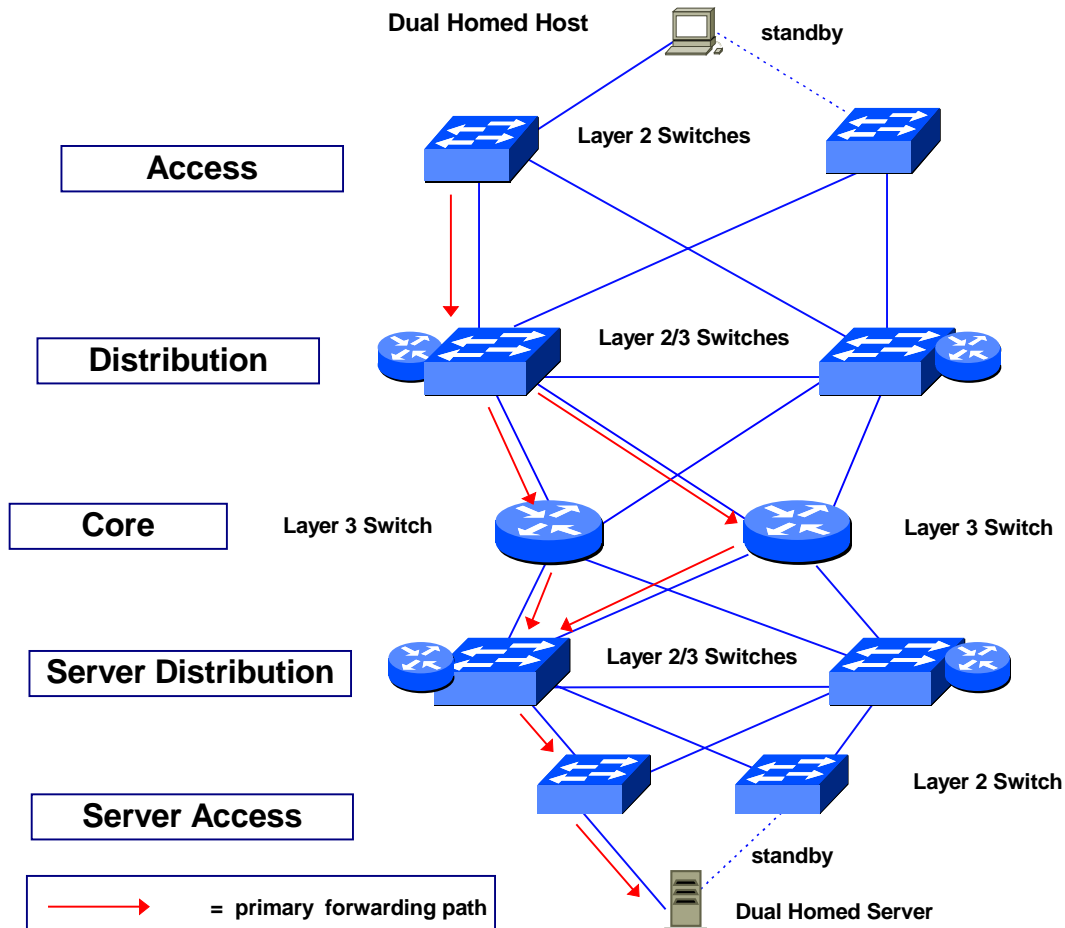 Dual Homed Host
standby
Layer 2 Switches
Access
Layer 2/3 Switches
Distribution
Core
Layer 3 Switch
Layer 3 Switch
Server Distribution
Layer 2/3 Switches
Layer 2 Switch
Server Access
standby
= primary forwarding path
Dual Homed Server